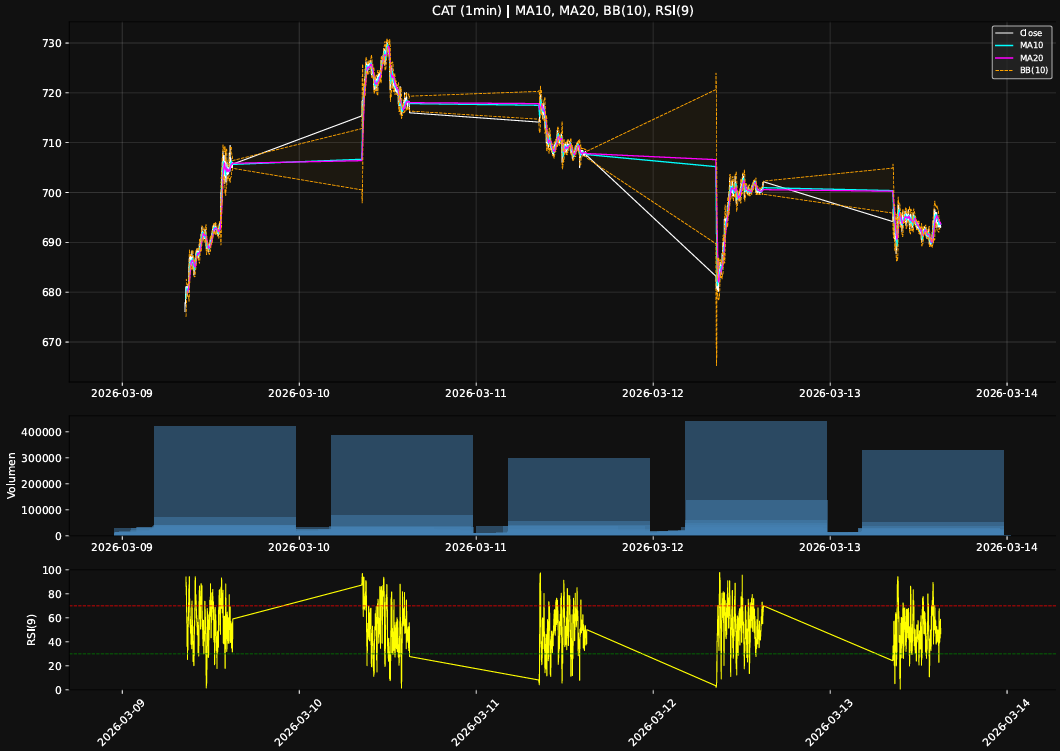 CAT (1min) | MA10, MA20, BB(10), RSI(9)
Close
MA10
MA20
BB(10)
730
720
710
700
690
680
670
2026-03-09 2026-03-10 2026-03-11 2026-03-12 2026-03-13 2026-03-14
Volumen
400000
300000
200000
100000
0
2026-03-09 2026-03-10 2026-03-11 2026-03-12 2026-03-13 2026-03-14
RSI(9)
100
80
60
40
20
0
2026-03-09 2026-03-10 2026-03-11 2026-03-12 2026-03-13 2026-03-14